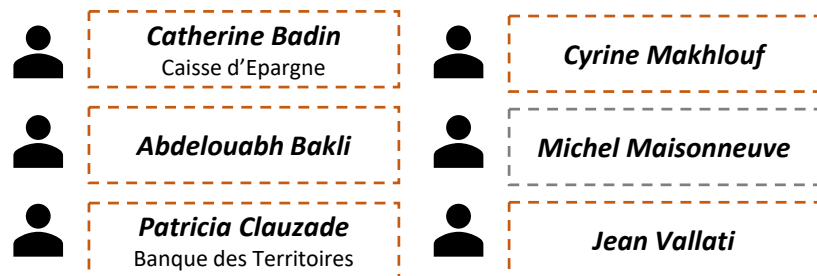 Catherine Badin
Caisse d'Epargne
Cyrine Makhlouf
Abdelouabh Bakli
Michel Maisonneuve
Patricia Clauzade
Banque des Territoires
Jean Vallati